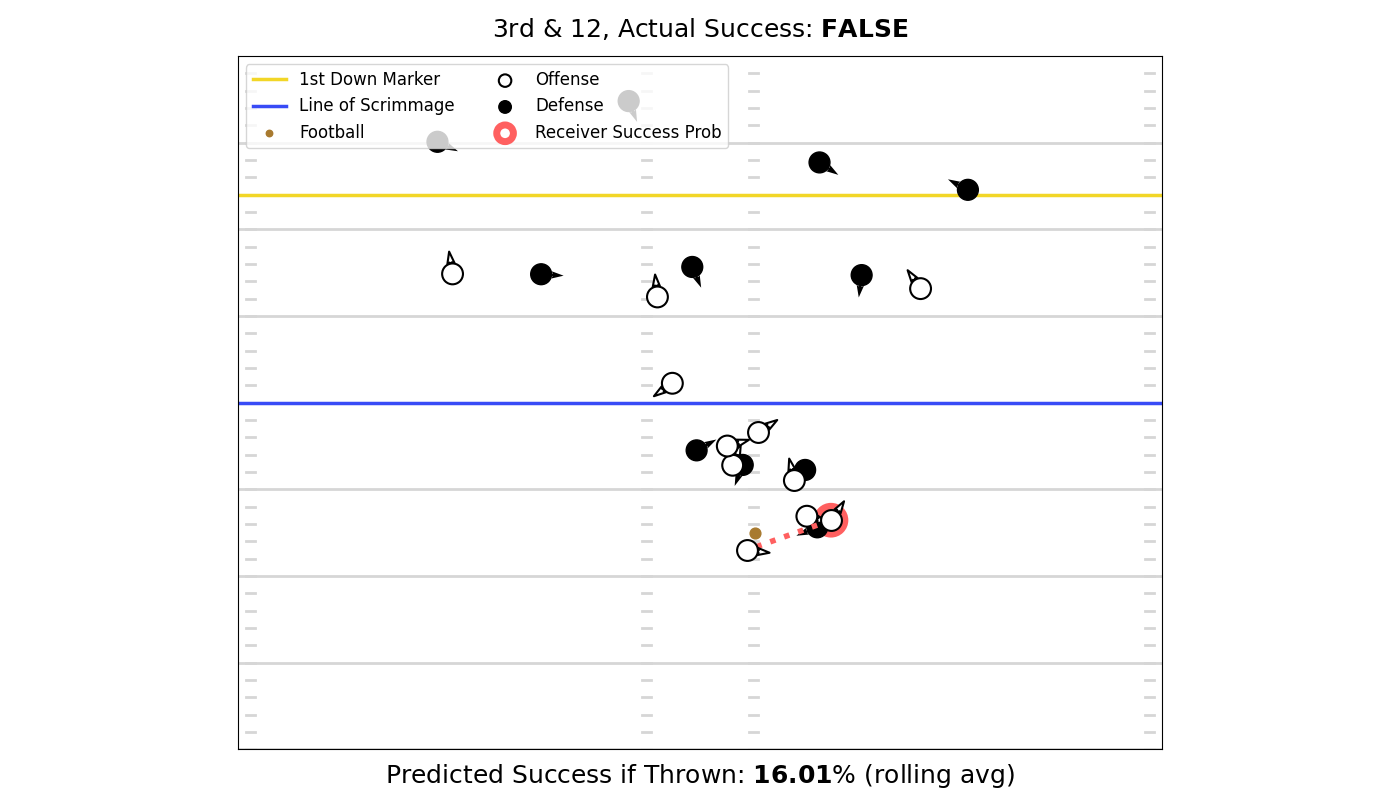 3rd & 12, Actual Success: FALSE
1st Down Marker
Line of Scrimmage
Football
Offense
Defense
Receiver Success Prob
Predicted Success if Thrown: 16.01% (rolling avg)